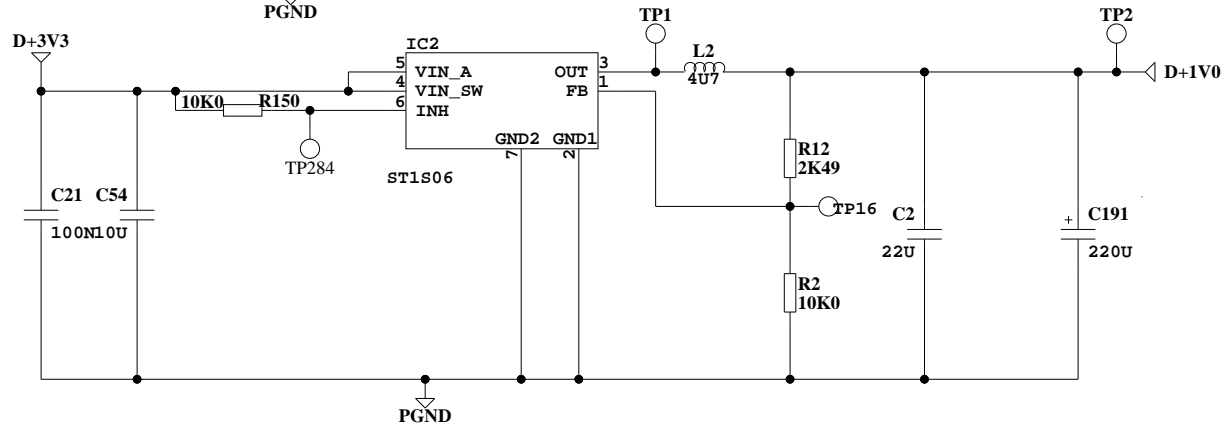 PGND
D+3V3
IC2
TP1
TP2
L2
4U7
5
VIN_A
4
VIN_SW
6
INH
OUT
3
FB
1
D+1V0
10K0
R150
TP284
GND2
GND1
7
2
ST1S06
R12
2K49
TP16
C21
C54
100N
10U
C2
22U
+
C191
220U
R2
10K0
PGND